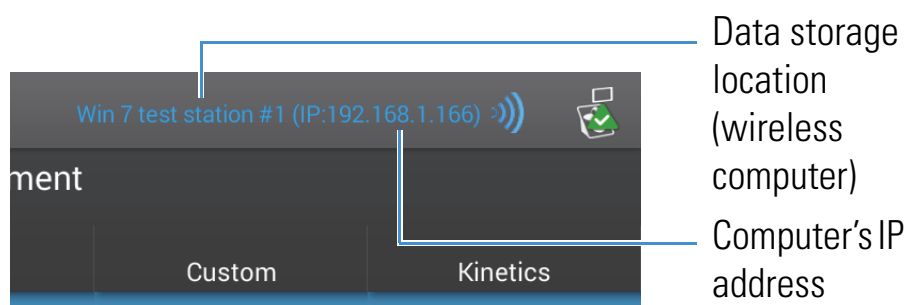 Data storage
location
(wireless
computer)
Win 7 test station #1 (IP:192.168.1.166)
ment
Computer's IP
address
Custom
Kinetics